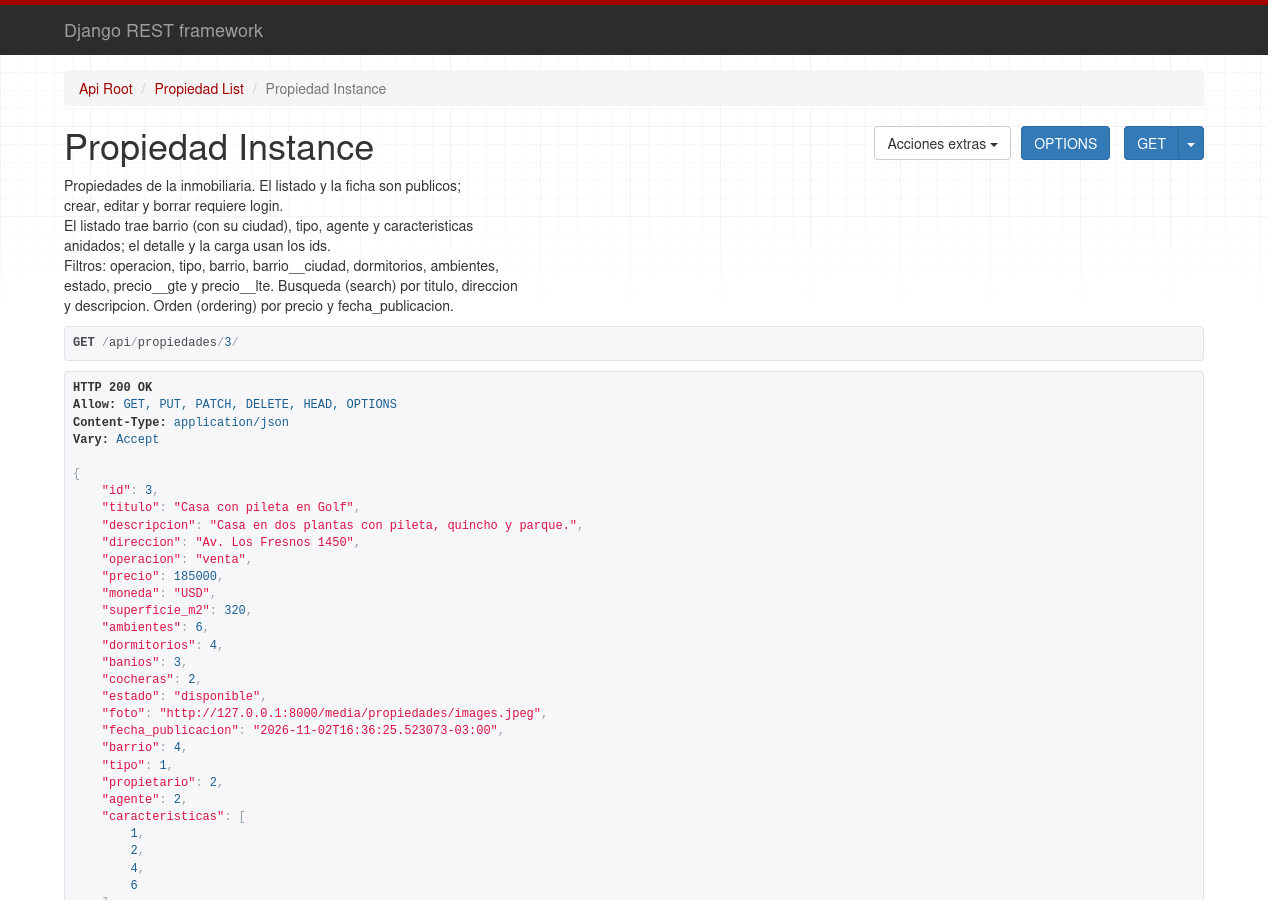 Django REST framework
Api Root / Propiedad List / Propiedad Instance
Propiedad Instance
Acciones extras
OPTIONS
GET
Propiedades de la inmobiliaria. El listado y la ficha son publicos;
crear, editar y borrar requiere login.
El listado trae barrio (con su ciudad), tipo, agente y caracteristicas
anidados; el detalle y la carga usan los ids.
Filtros: operacion, tipo, barrio, barrio__ciudad, dormitorios, ambientes,
estado, precio__gte y precio__lte. Busqueda (search) por titulo, direccion
y descripcion. Orden (ordering) por precio y fecha_publicacion.
GET /api/propiedades/3/
HTTP 200 OK
Allow: GET, PUT, PATCH, DELETE, HEAD, OPTIONS
Content-Type: application/json
Vary: Accept
{
    "id": 3,
    "titulo": "Casa con pileta en Golf",
    "descripcion": "Casa en dos plantas con pileta, quincho y parque.",
    "direccion": "Av. Los Fresnos 1450",
    "operacion": "venta",
    "precio": 185000,
    "moneda": "USD",
    "superficie_m2": 320,
    "ambientes": 6,
    "dormitorios": 4,
    "banios": 3,
    "cocheras": 2,
    "estado": "disponible",
    "foto": "http://127.0.0.1:8000/media/propiedades/images.jpeg",
    "fecha_publicacion": "2026-11-02T16:36:25.523073-03:00",
    "barrio": 4,
    "tipo": 1,
    "propietario": 2,
    "agente": 2,
    "caracteristicas": [
        1,
        2,
        4,
        6